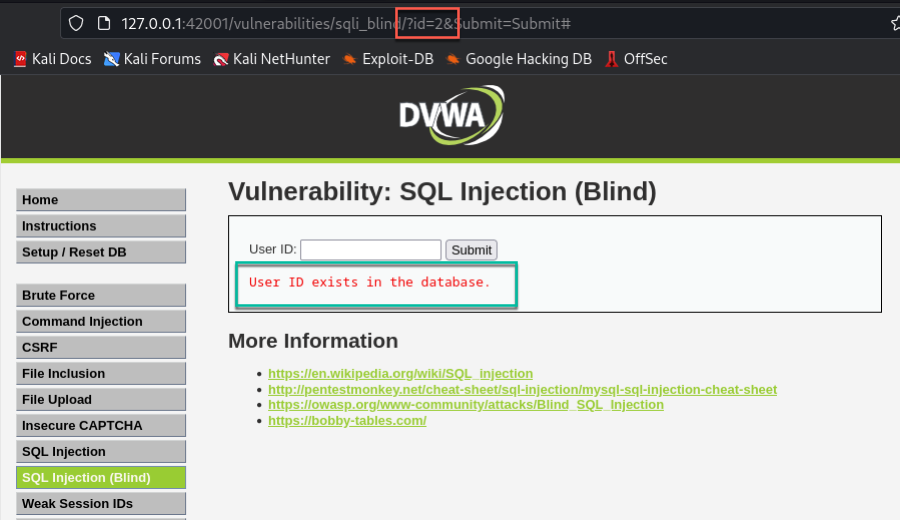 127.0.0.1:42001/vulnerabilities/sqli_blind/?id=2&Submit=Submit#
Kali Docs Kali Forums Kali NetHunter Exploit-DB Google Hacking DB OffSec
DVWA
Home
Instructions
Setup / Reset DB
Brute Force
Command Injection
CSRF
File Inclusion
File Upload
Insecure CAPTCHA
SQL Injection
SQL Injection (Blind)
Weak Session IDs
Vulnerability: SQL Injection (Blind)
User ID: Submit
User ID exists in the database.
More Information
https://en.wikipedia.org/wiki/SQL_injection
http://pentestmonkey.net/cheat-sheet/sql-injection/mysql-sql-injection-cheat-sheet
https://owasp.org/www-community/attacks/Blind_SQL_Injection
https://bobby-tables.com/